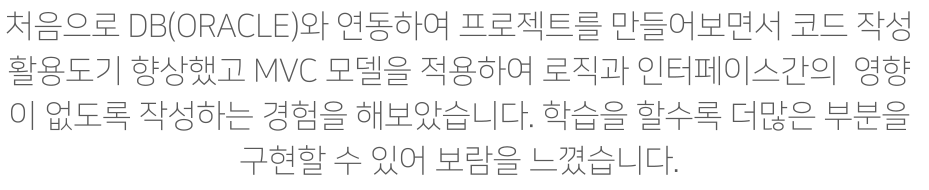 처음으로 DB(ORACLE)와 연동하여 프로젝트를 만들어보면서 코드 작성
활용도기 향상했고 MVC 모델을 적용하여 로직과 인터페이스간의 영향
이 없도록 작성하는 경험을 해보았습니다. 학습을 할수록 더많은 부분을
구현할 수 있어 보람을 느꼈습니다.